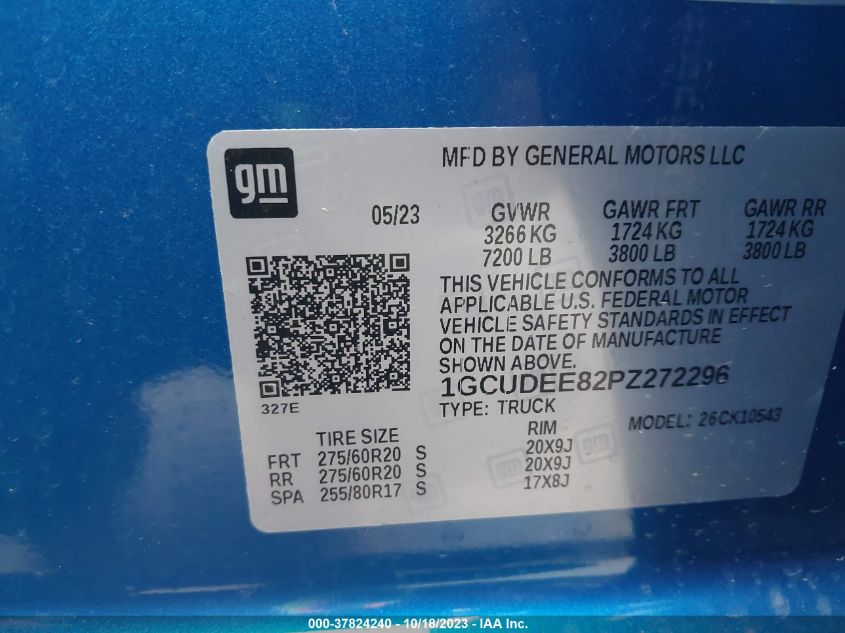 gm
MFD BY GENERAL MOTORS LLC
05/23 GVWR GAWR FRT GAWR RR
3266 KG 1724 KG 1724 KG
7200 LB 3800 LB 3800 LB
THIS VEHICLE CONFORMS TO ALL
APPLICABLE U.S. FEDERAL MOTOR
VEHICLE SAFETY STANDARDS IN EFFECT
ON THE DATE OF MANUFACTURE
SHOWN ABOVE.
1GCUDEE82PZ272296
327E
TYPE: TRUCK MODEL: 26CK10543
TIRE SIZE RIM
FRT 275/60R20 S 20X9J
RR 275/60R20 S 20X9J
SPA 255/80R17 S 17X8J
gm
000-37824240 - 10/18/2023 - IAAI Inc.